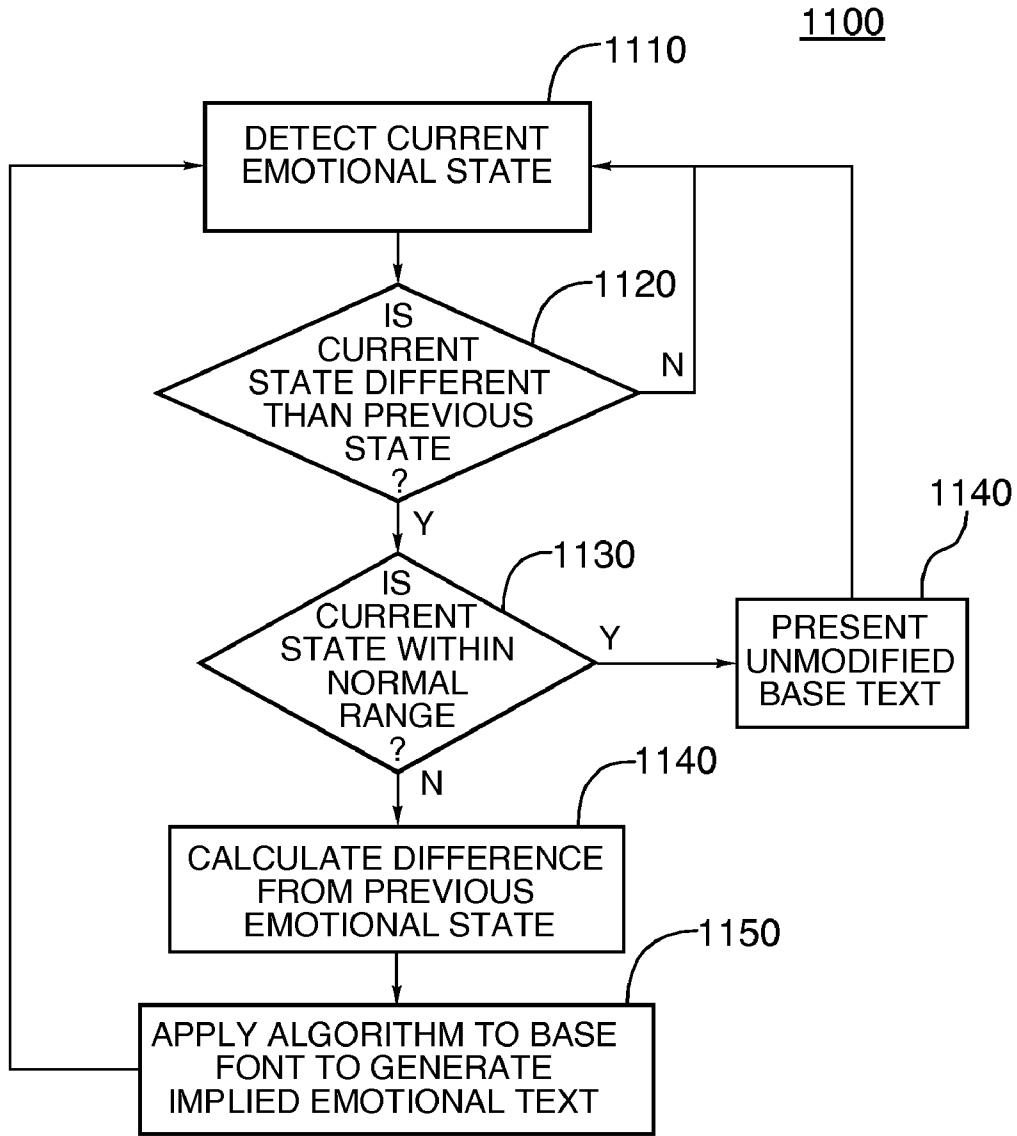 1100
1110
DETECT CURRENT
EMOTIONAL STATE
1120
IS
CURRENT
STATE DIFFERENT
THAN PREVIOUS
STATE
?
N
Y
1130
IS
CURRENT
STATE WITHIN
NORMAL
RANGE
?
Y
N
1140
PRESENT
UNMODIFIED
BASE TEXT
1140
CALCULATE DIFFERENCE
FROM PREVIOUS
EMOTIONAL STATE
1150
APPLY ALGORITHM TO BASE
FONT TO GENERATE
IMPLIED EMOTIONAL TEXT